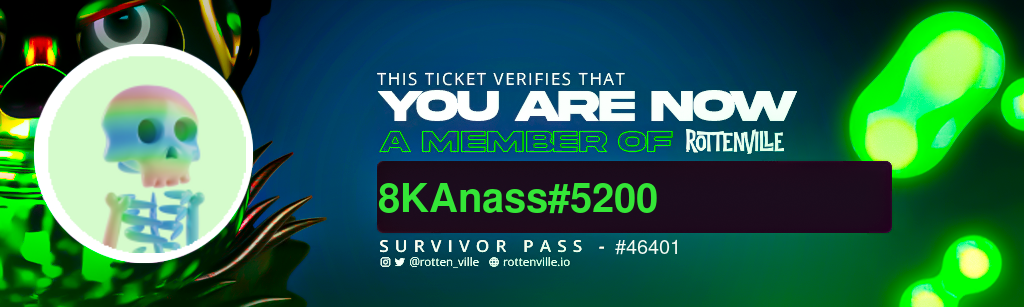 THIS TICKET VERIFIES THAT
YOU ARE NOW
A MEMBER OF ROTTENVILLE
8KAnass#5200
SURVIVOR PASS - #46401
@rotten_ville rottenville.io